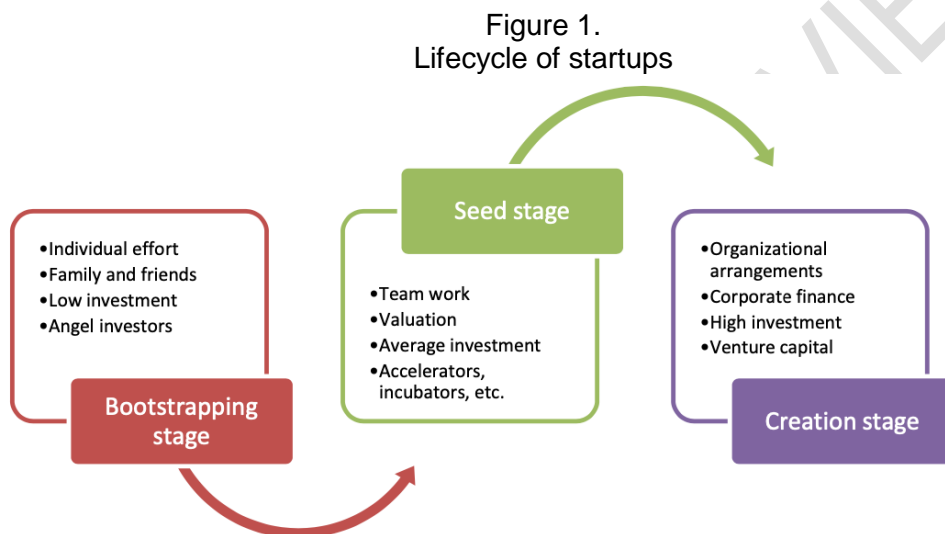 Figure 1.
Lifecycle of startups
•Individual effort
•Family and friends
•Low investment
•Angel investors
Bootstrapping
stage
Seed stage
•Team work
•Valuation
•Average investment
•Accelerators,
incubators, etc.
•Organizational
arrangements
•Corporate finance
•High investment
•Venture capital
Creation stage